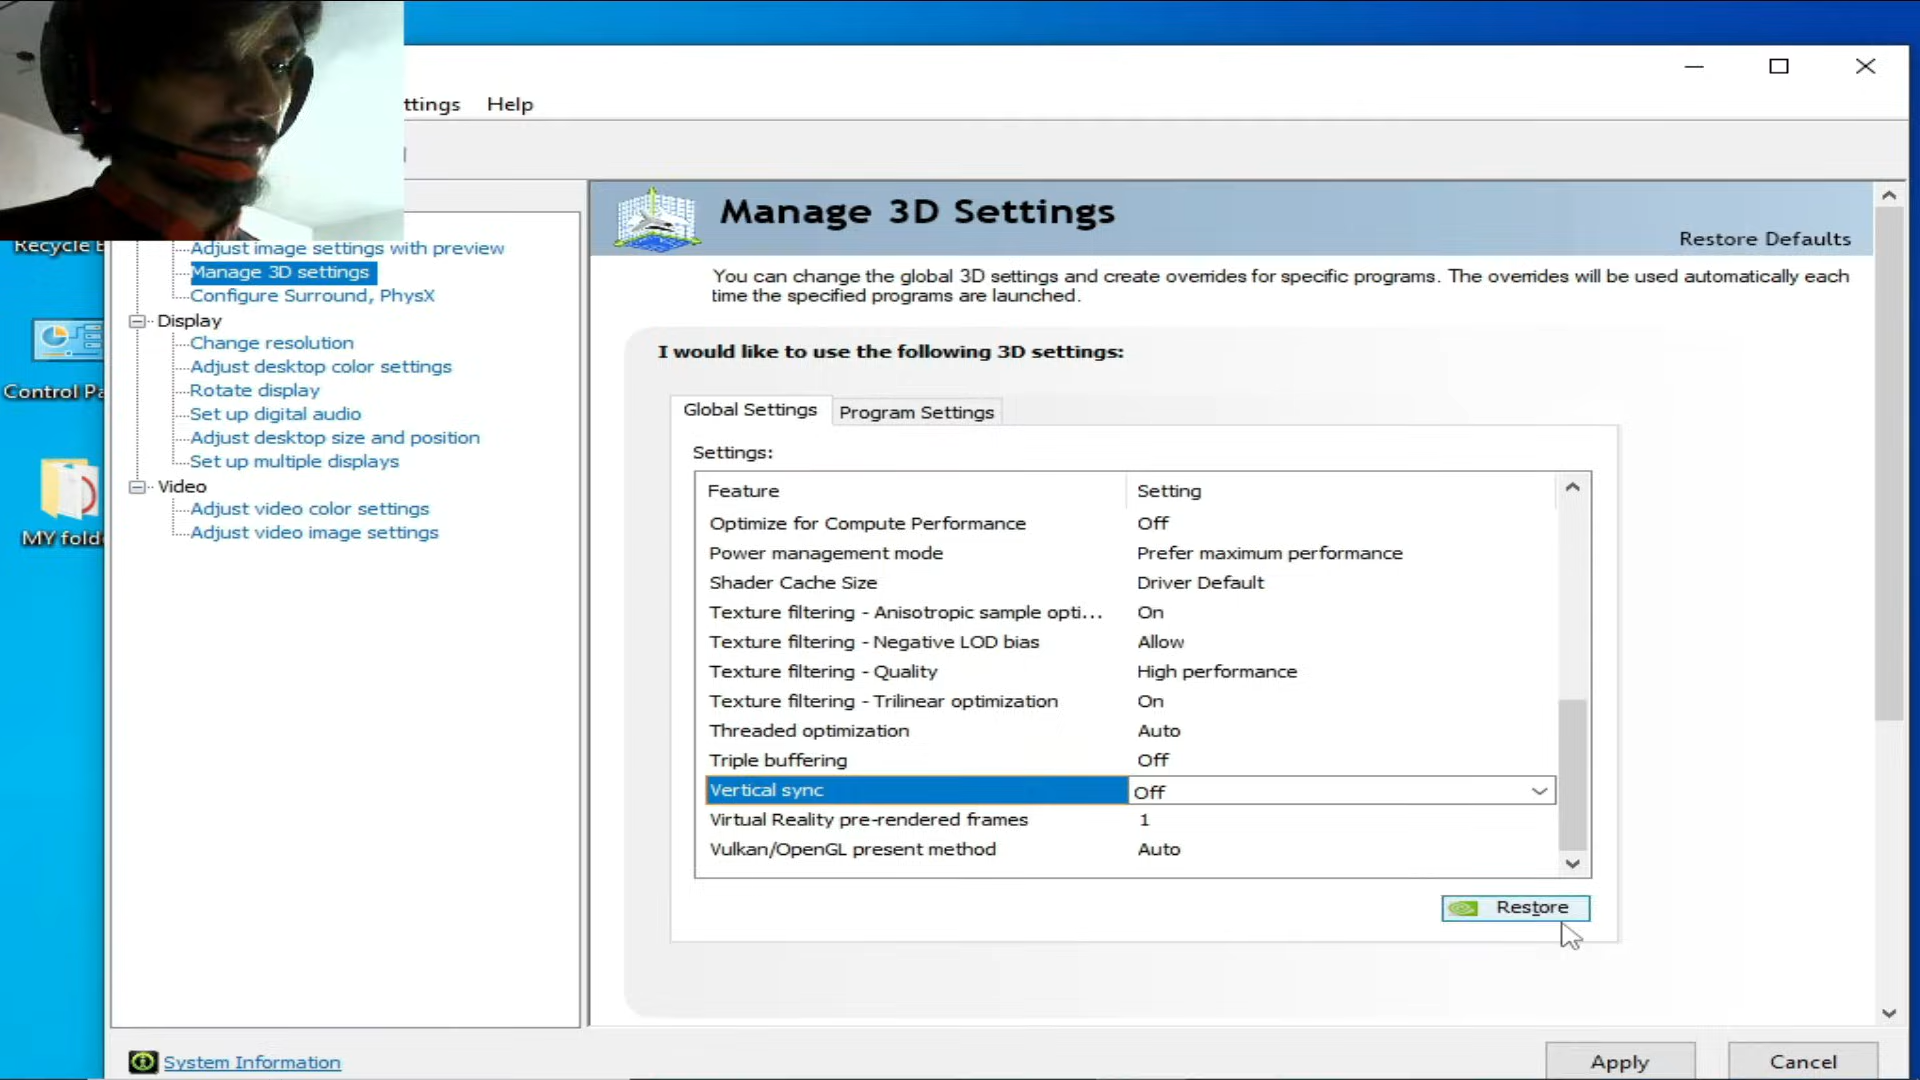 ttings Help
Recycle
Control Pa
MY fold
Adjust image settings with preview
Manage 3D settings
Configure Surround, PhysX
Display
Change resolution
Adjust desktop color settings
Rotate display
Set up digital audio
Adjust desktop size and position
Set up multiple displays
Video
Adjust video color settings
Adjust video image settings
System Information
Manage 3D Settings
Restore Defaults
You can change the global 3D settings and create overrides for specific programs. The overrides will be used automatically each
time the specified programs are launched.
I would like to use the following 3D settings:
Global Settings Program Settings
Settings:
Feature Setting
Optimize for Compute Performance Off
Power management mode Prefer maximum performance
Shader Cache Size Driver Default
Texture filtering - Anisotropic sample opti... On
Texture filtering - Negative LOD bias Allow
Texture filtering - Quality High performance
Texture filtering - Trilinear optimization On
Threaded optimization Auto
Triple buffering Off
Vertical sync Off
Virtual Reality pre-rendered frames 1
Vulkan/OpenGL present method Auto
Restore
Apply Cancel